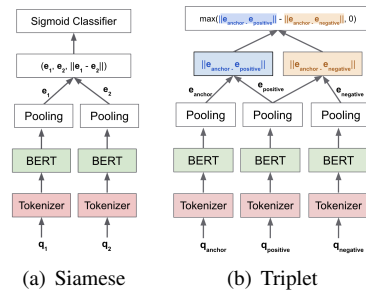 Sigmoid Classifier
(e1, e2, ||e1 - e2||)
e1 e2
Pooling Pooling
BERT BERT
Tokenizer Tokenizer
q1 q2
(a) Siamese
max(||eanchor - epositive|| - ||eanchor - enegative||, 0)
||eanchor - epositive|| ||eanchor - enegative||
eanchor epositive enegative
Pooling Pooling Pooling
BERT BERT BERT
Tokenizer Tokenizer Tokenizer
qanchor qpositive qnegative
(b) Triplet